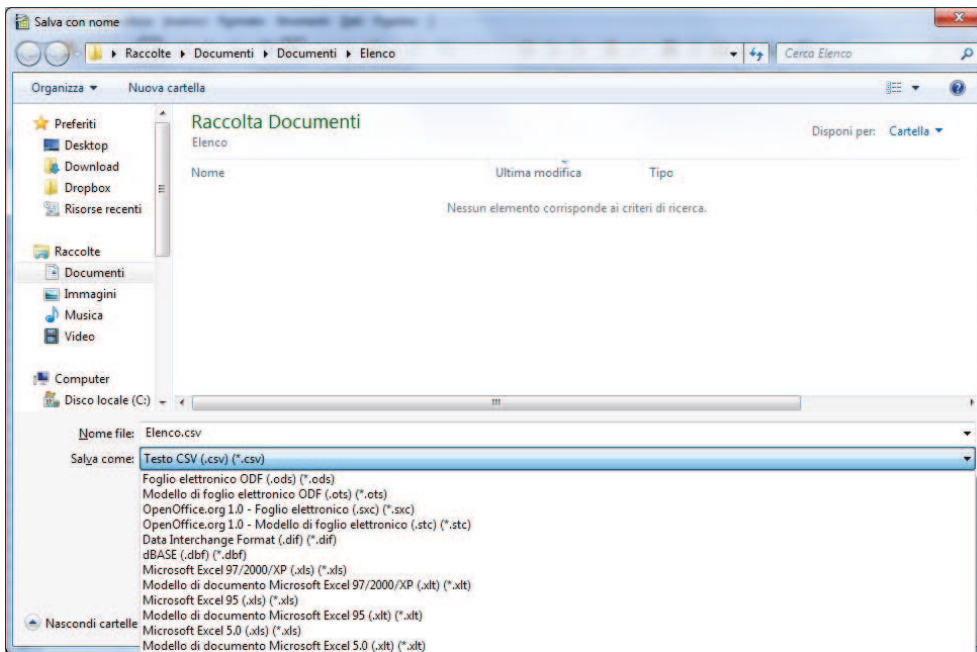 Salva con nome
Raccolte Documenti Documenti Elenco
Cerca Elenco
Organizza Nuova cartella
Preferiti
Desktop
Download
Dropbox
Risorse recenti
Raccolte
Documenti
Immagini
Musica
Video
Computer
Disco locale (C:)
Raccolta Documenti
Elenco
Disponi per: Cartella
Nome Ultima modifica Tipo
Nessun elemento corrisponde ai criteri di ricerca.
Nome file: Elenco.csv
Salva come: Testo CSV (.csv) (*.csv)
Foglio elettronico ODF (.ods) (*.ods)
Modello di foglio elettronico ODF (.ots) (*.ots)
OpenOffice.org 1.0 - Foglio elettronico (.sxc) (*.sxc)
OpenOffice.org 1.0 - Modello di foglio elettronico (.stc) (*.stc)
Data Interchange Format (.dif) (*.dif)
dBASE (.dbf) (*.dbf)
Microsoft Excel 97/2000/XP (.xls) (*.xls)
Modello di documento Microsoft Excel 97/2000/XP (.xlt) (*.xlt)
Microsoft Excel 95 (.xls) (*.xls)
Modello di documento Microsoft Excel 95 (.xlt) (*.xlt)
Microsoft Excel 5.0 (.xls) (*.xls)
Modello di documento Microsoft Excel 5.0 (.xlt) (*.xlt)
Nascondi cartelle